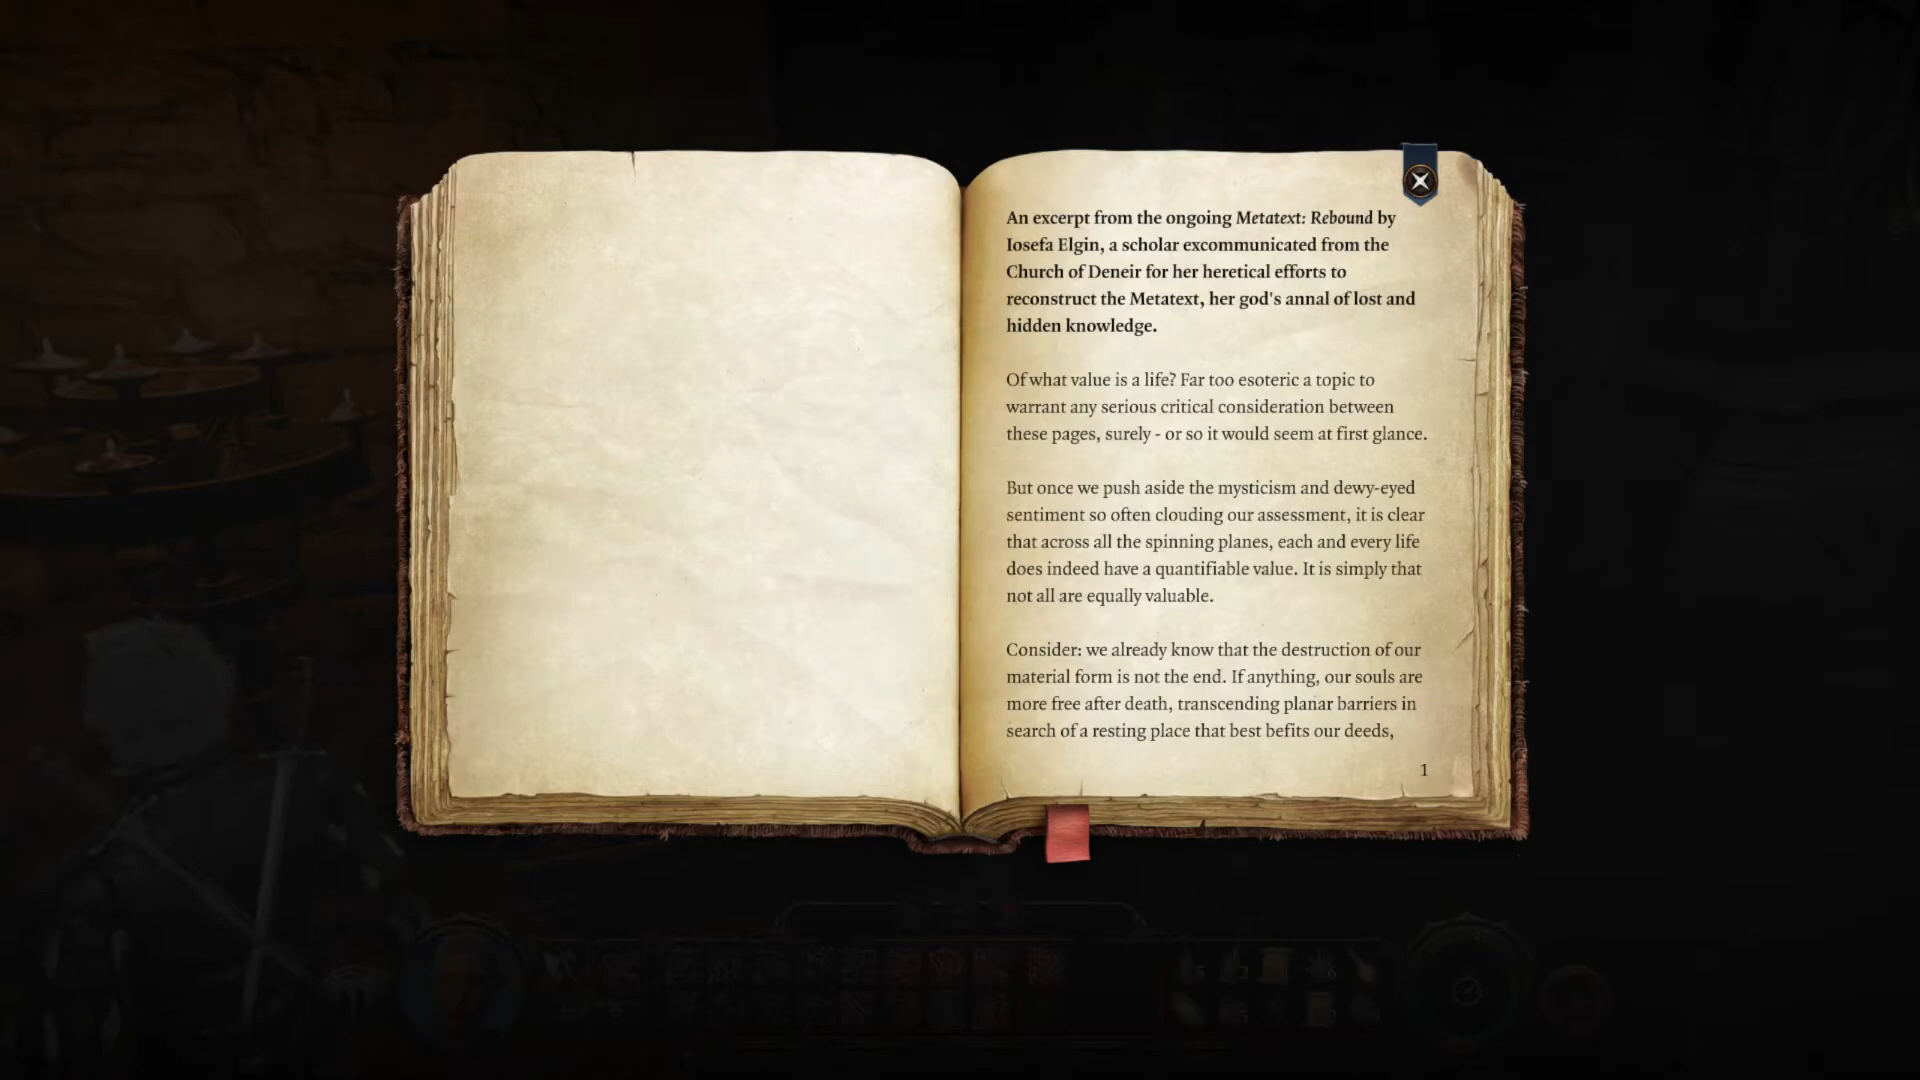 An excerpt from the ongoing Metatext: Rebound by
Iosefa Elgin, a scholar excommunicated from the
Church of Deneir for her heretical efforts to
reconstruct the Metatext, her god's annal of lost and
hidden knowledge.
Of what value is a life? Far too esoteric a topic to
warrant any serious critical consideration between
these pages, surely - or so it would seem at first glance.
But once we push aside the mysticism and dewy-eyed
sentiment so often clouding our assessment, it is clear
that across all the spinning planes, each and every life
does indeed have a quantifiable value. It is simply that
not all are equally valuable.
Consider: we already know that the destruction of our
material form is not the end. If anything, our souls are
more free after death, transcending planar barriers in
search of a resting place that best befits our deeds,
1